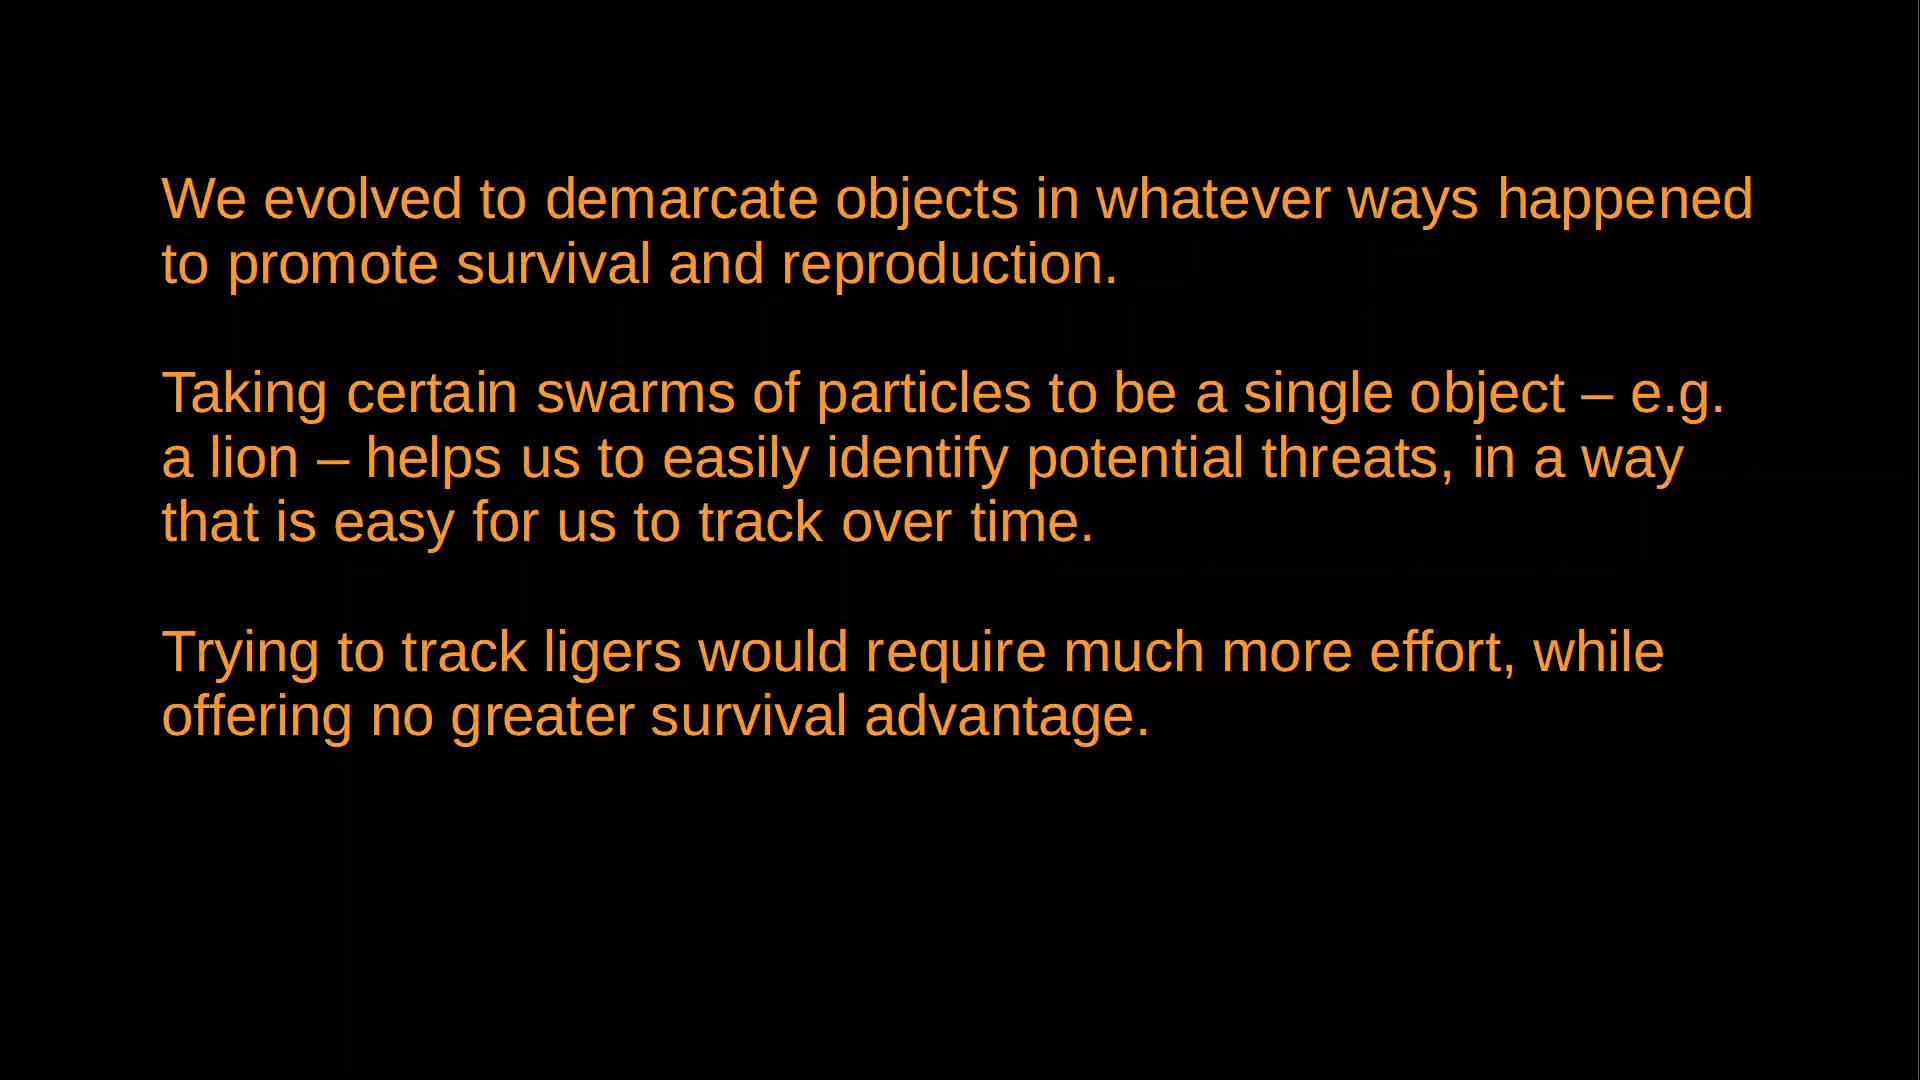 We evolved to demarcate objects in whatever ways happened
to promote survival and reproduction.
Taking certain swarms of particles to be a single object – e.g.
a lion – helps us to easily identify potential threats, in a way
that is easy for us to track over time.
Trying to track ligers would require much more effort, while
offering no greater survival advantage.